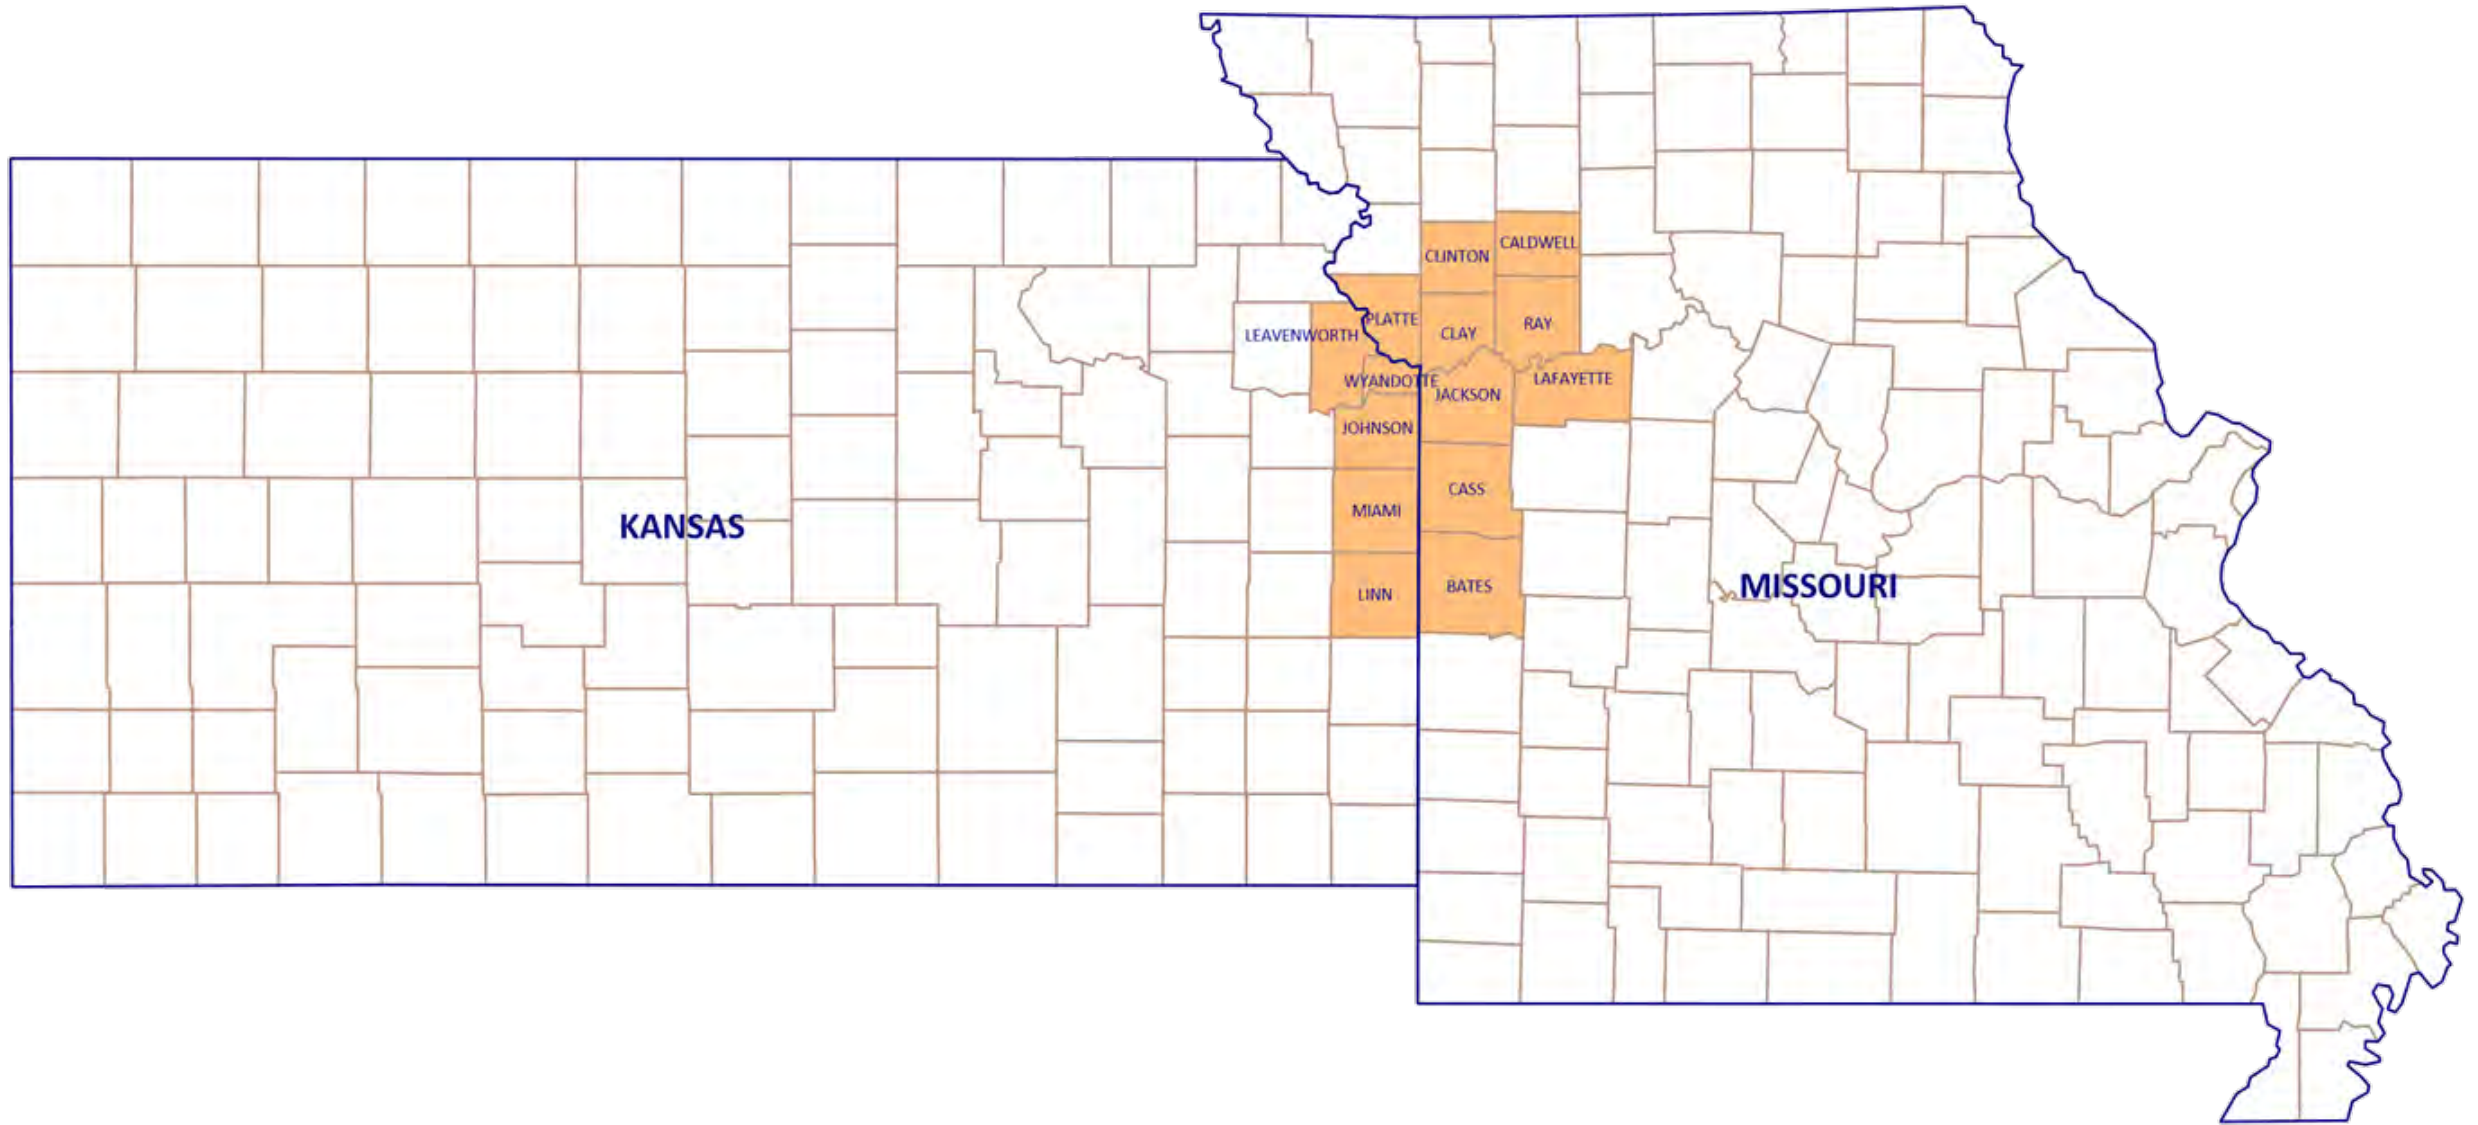 CALDWELL
CLINTON
PLATTE
RAY
CLAY
LEAVENWORTH
WYANDOTTE
LAFAYETTE
JACKSON
JOHNSON
CASS
MIAMI
KANSAS
BATES
MISSOURI
LINN